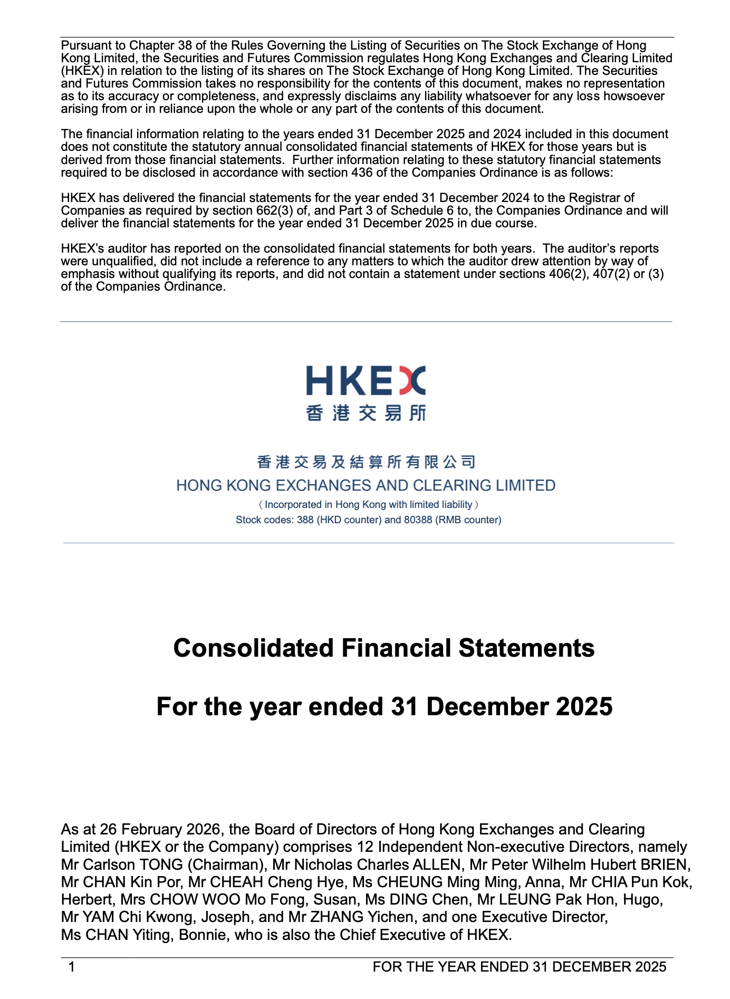 Pursuant to Chapter 38 of the Rules Governing the Listing of Securities on The Stock Exchange of Hong
Kong Limited, the Securities and Futures Commission regulates Hong Kong Exchanges and Clearing Limited
(HKEX) in relation to the listing of its shares on The Stock Exchange of Hong Kong Limited. The Securities
and Futures Commission takes no responsibility for the contents of this document, makes no representation
as to its accuracy or completeness, and expressly disclaims any liability whatsoever for any loss howsoever
arising from or in reliance upon the whole or any part of the contents of this document.
The financial information relating to the years ended 31 December 2025 and 2024 included in this document
does not constitute the statutory annual consolidated financial statements of HKEX for those years but is
derived from those financial statements.  Further information relating to these statutory financial statements
required to be disclosed in accordance with section 436 of the Companies Ordinance is as follows:
HKEX has delivered the financial statements for the year ended 31 December 2024 to the Registrar of
Companies as required by section 662(3) of, and Part 3 of Schedule 6 to, the Companies Ordinance and will
deliver the financial statements for the year ended 31 December 2025 in due course.
HKEX’s auditor has reported on the consolidated financial statements for both years.  The auditor’s reports
were unqualified, did not include a reference to any matters to which the auditor drew attention by way of
emphasis without qualifying its reports, and did not contain a statement under sections 406(2), 407(2) or (3)
of the Companies Ordinance.
HKEX
香港交易所
香港交易及結算所有限公司
HONG KONG EXCHANGES AND CLEARING LIMITED
（Incorporated in Hong Kong with limited liability）
Stock codes: 388 (HKD counter) and 80388 (RMB counter)
Consolidated Financial Statements
For the year ended 31 December 2025
As at 26 February 2026, the Board of Directors of Hong Kong Exchanges and Clearing
Limited (HKEX or the Company) comprises 12 Independent Non-executive Directors, namely
Mr Carlson TONG (Chairman), Mr Nicholas Charles ALLEN, Mr Peter Wilhelm Hubert BRIEN,
Mr CHAN Kin Por, Mr CHEAH Cheng Hye, Ms CHEUNG Ming Ming, Anna, Mr CHIA Pun Kok,
Herbert, Mrs CHOW WOO Mo Fong, Susan, Ms DING Chen, Mr LEUNG Pak Hon, Hugo,
Mr YAM Chi Kwong, Joseph, and Mr ZHANG Yichen, and one Executive Director,
Ms CHAN Yiting, Bonnie, who is also the Chief Executive of HKEX.
1 FOR THE YEAR ENDED 31 DECEMBER 2025